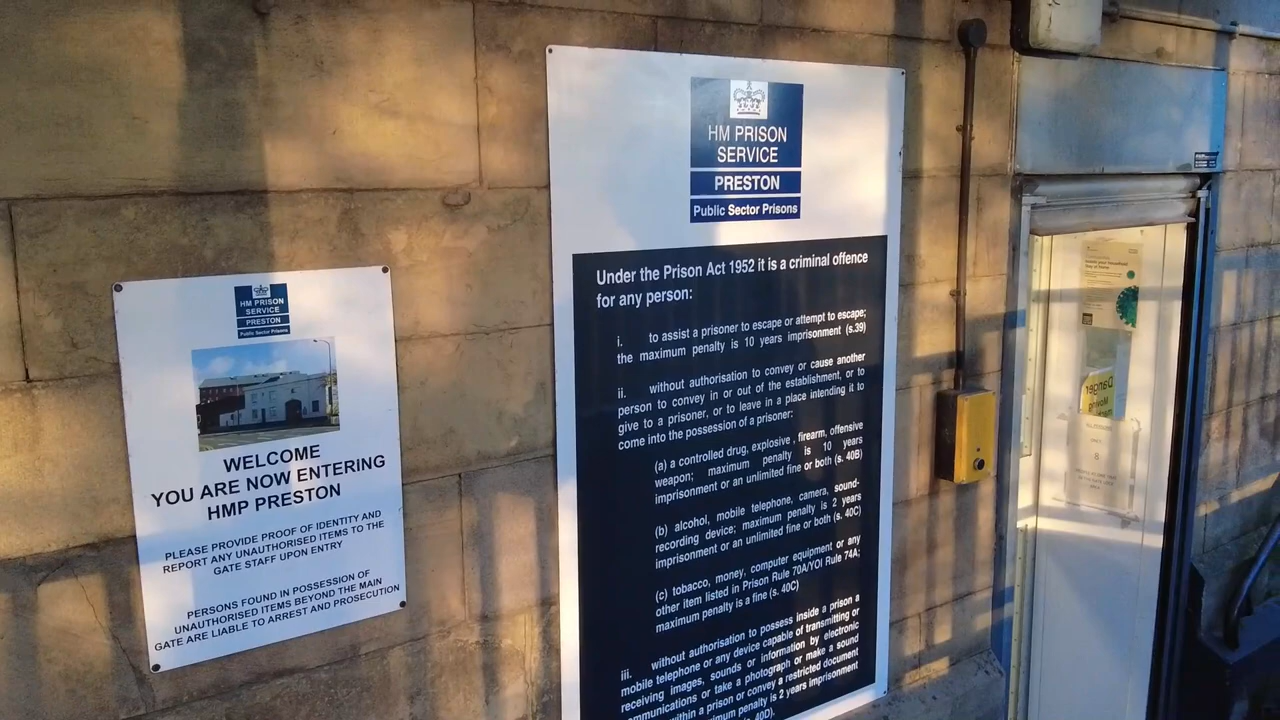 HM PRISON
SERVICE
PRESTON
Public Sector Prisons
WELCOME
YOU ARE NOW ENTERING
HMP PRESTON
PLEASE PROVIDE PROOF OF IDENTITY AND
REPORT ANY UNAUTHORISED ITEMS TO THE
GATE STAFF UPON ENTRY
PERSONS FOUND IN POSSESSION OF
UNAUTHORISED ITEMS BEYOND THE MAIN
GATE ARE LIABLE TO ARREST AND PROSECUTION
HM PRISON
SERVICE
PRESTON
Public Sector Prisons
Under the Prison Act 1952 it is a criminal offence
for any person:
i. to assist a prisoner to escape or attempt to escape;
the maximum penalty is 10 years imprisonment (s.39)
ii. without authorisation to convey or cause another
person to convey in or out of the establishment, or to
give to a prisoner, or to leave in a place intending it to
come into the possession of a prisoner:
(a) a controlled drug, explosive , firearm, offensive
weapon; maximum penalty is 10 years
imprisonment or an unlimited fine or both (s. 40B)
(b) alcohol, mobile telephone, camera, sound-
recording device; maximum penalty is 2 years
imprisonment or an unlimited fine or both (s. 40C)
(c) tobacco, money, computer equipment or any
other item listed in Prison Rule 70A/YOI Rule 74A;
maximum penalty is a fine (s. 40C)
iii. without authorisation to possess inside a prison a
mobile telephone or any device capable of transmitting or
receiving images, sounds or information by electronic
communications or take a photograph or make a sound
within a prison or convey a restricted document
penalty is 2 years imprisonment
40D).
Danger
Moving